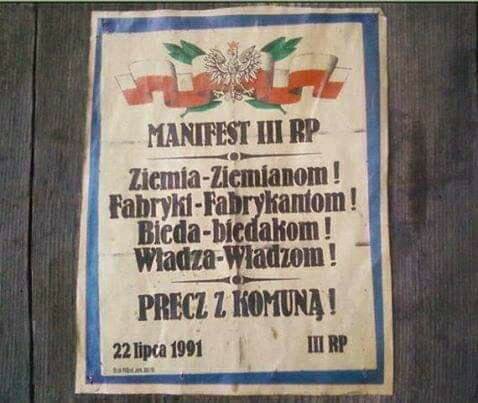 MANIFEST III RP
Ziemia-Ziemianom!
Fabryki-Fabrykantom!
Bieda-biedakom!
Władza-Władzom!
PRECZ Z KOMUNĄ!
22 lipca 1991 III RP